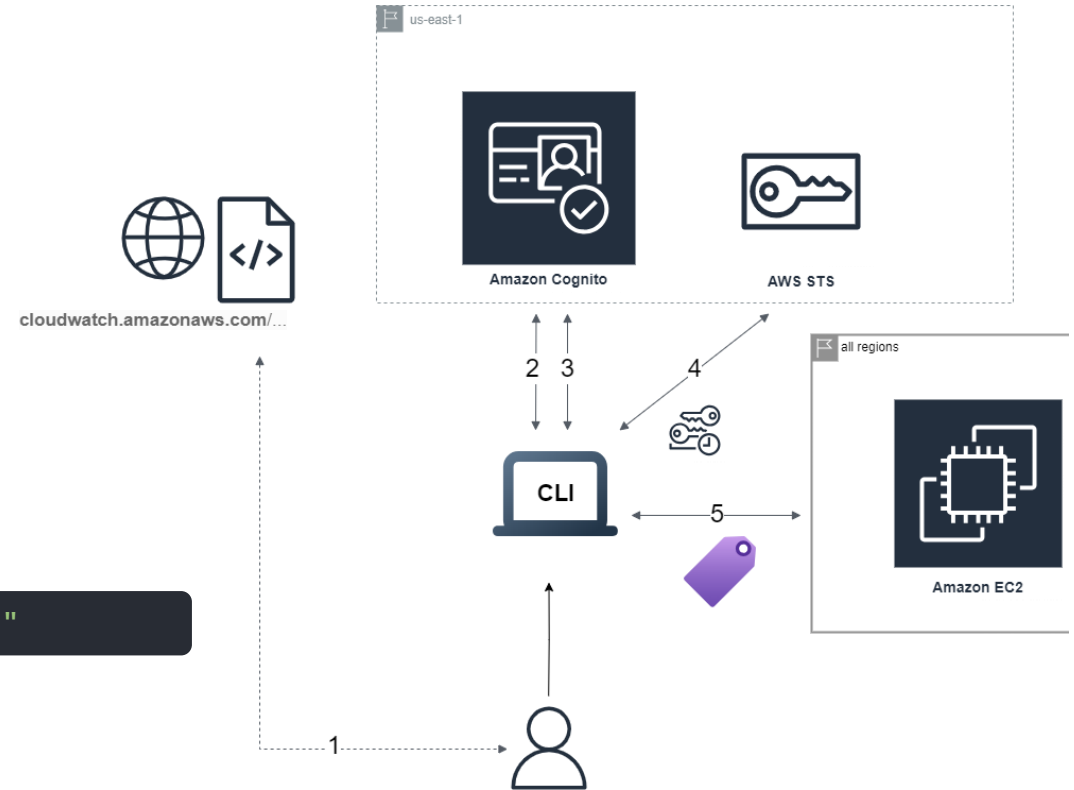 us-east-1
Amazon Cognito
AWS STS
cloudwatch.amazonaws.com/...
all regions
2
3
4
CLI
5
Amazon EC2
"
1